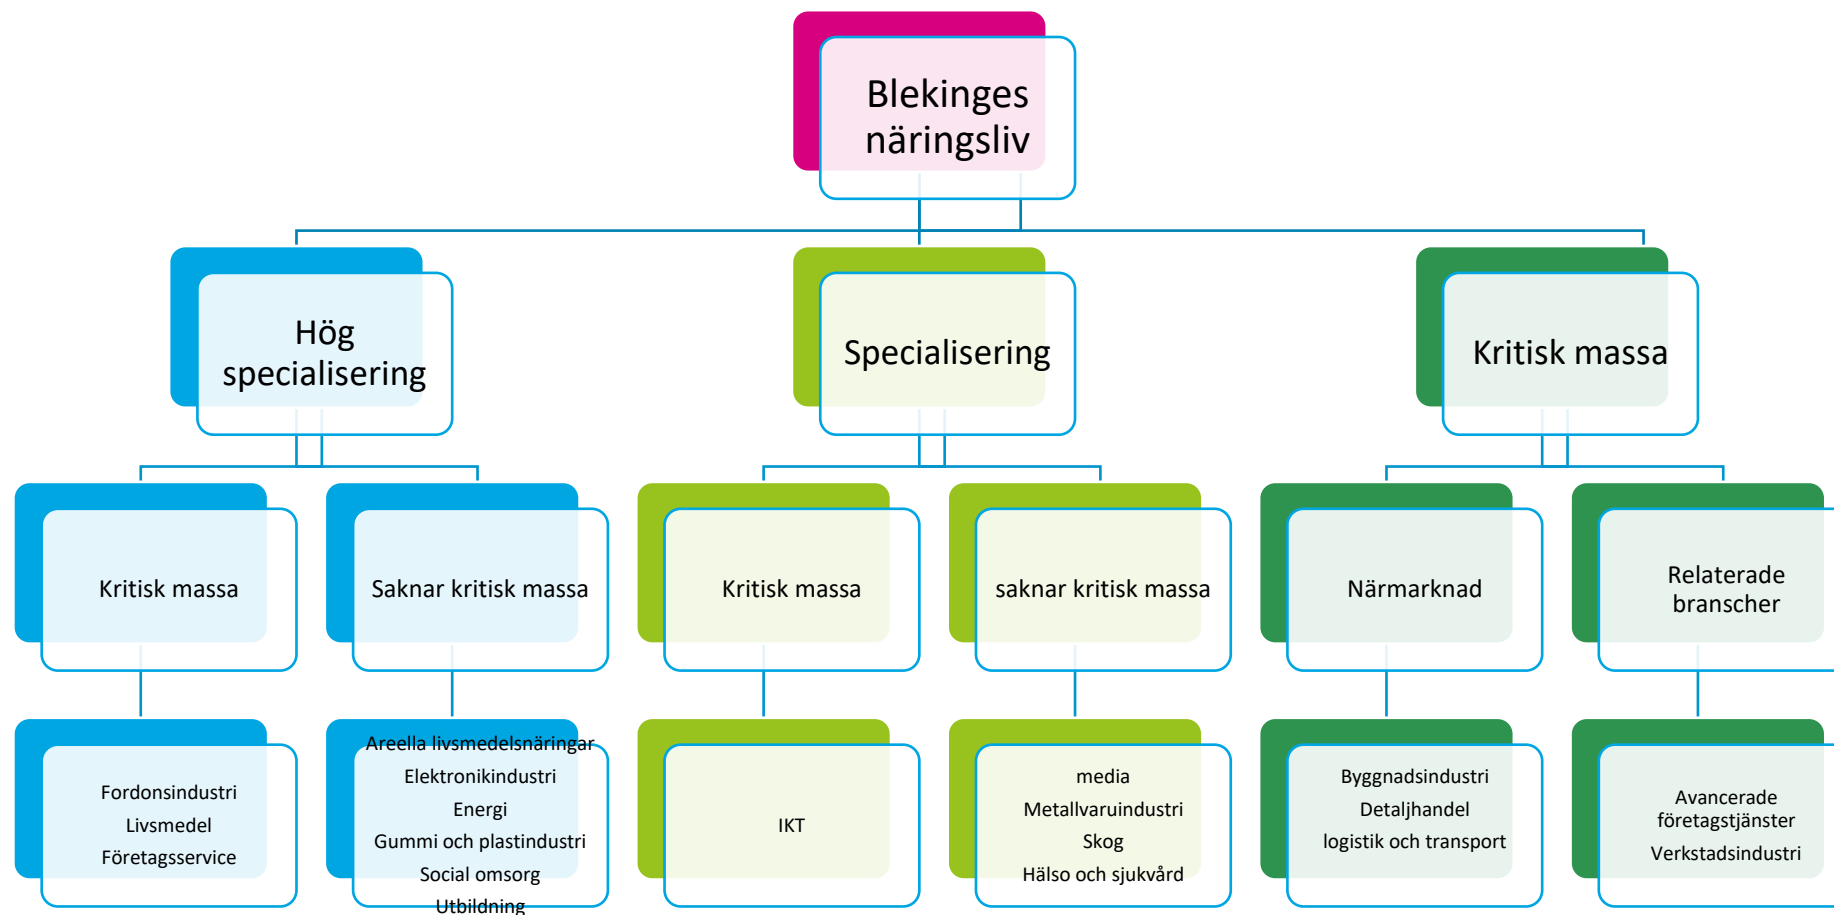 Blekinges
näringsliv
Hög
specialisering
Specialisering
Kritisk massa
Kritisk massa
Saknar kritisk massa
Kritisk massa
saknar kritisk massa
Närmarknad
Relaterade
branscher
Fordonsindustri
Livsmedel
Företagsservice
Areella livsmedelsnäringar
Elektronikindustri
Energi
Gummi och plastindustri
Social omsorg
Utbildning
IKT
media
Metallvaruindustri
Skog
Hälso och sjukvård
Byggnadsindustri
Detaljhandel
logistik och transport
Avancerade
företagstjänster
Verkstadsindustri